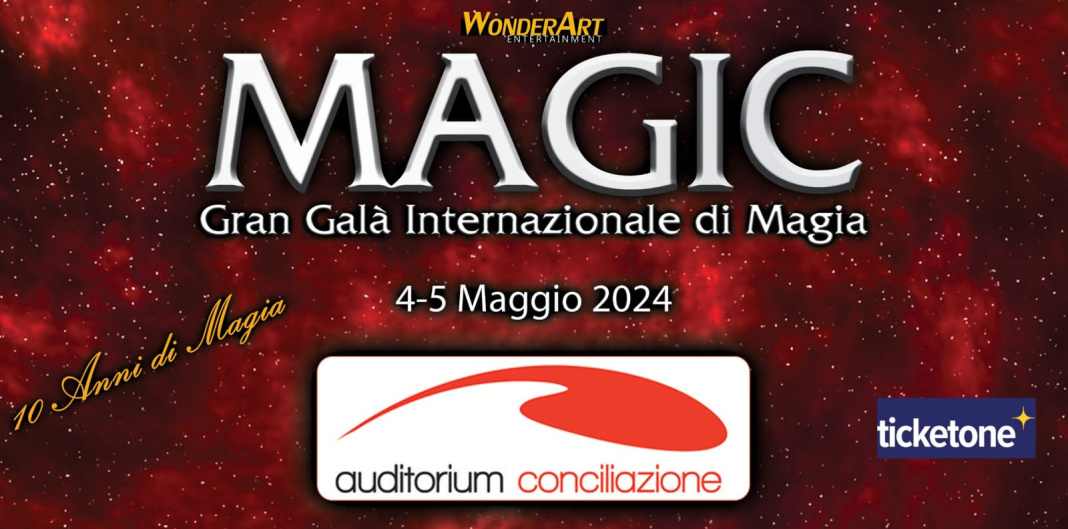 WONDERART
ENTERTAINMENT
MAGIC
Gran Galà Internazionale di Magia
4-5 Maggio 2024
10 Anni di Magia
auditorium conciliazione
ticketone